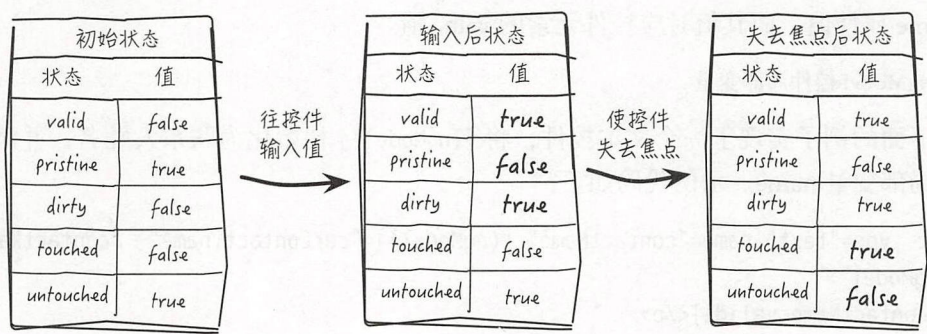 初始状态
状态 值
valid false
pristine true
dirty false
touched false
untouched true
往控件
输入值
输入后状态
状态 值
valid true
pristine false
dirty true
touched false
untouched true
使控件
失去焦点
失去焦点后状态
状态 值
valid true
pristine false
dirty true
touched true
untouched false